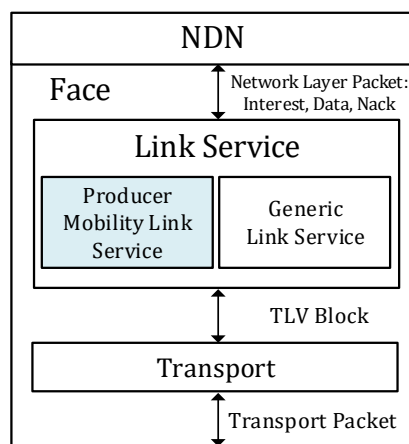 NDN
Face
Network Layer Packet:
Interest, Data, Nack
Link Service
Producer
Mobility Link
Service
Generic
Link Service
TLV Block
Transport
Transport Packet